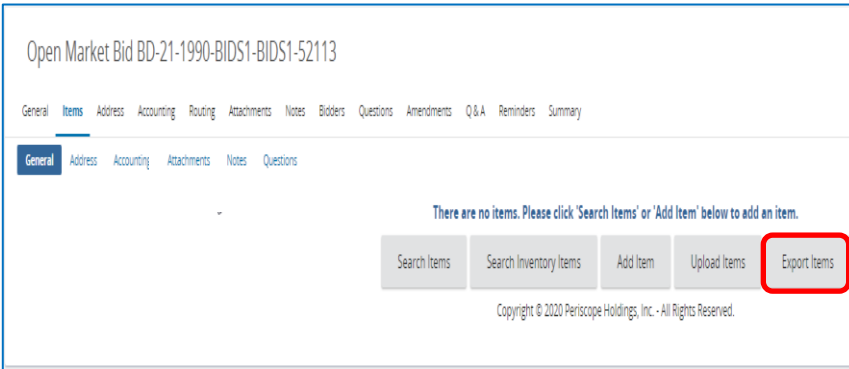 Open Market Bid BD-21-1990-BIDS1-BIDS1-52113
General Items Address Accounting Routing Attachments Notes Bidders Questions Amendments Q & A Reminders Summary
General Address Accounting Attachments Notes Questions
There are no items. Please click 'Search Items' or 'Add Item' below to add an item.
Search Items Search Inventory Items Add Item Upload Items Export Items
Copyright © 2020 Periscope Holdings, Inc. - All Rights Reserved.